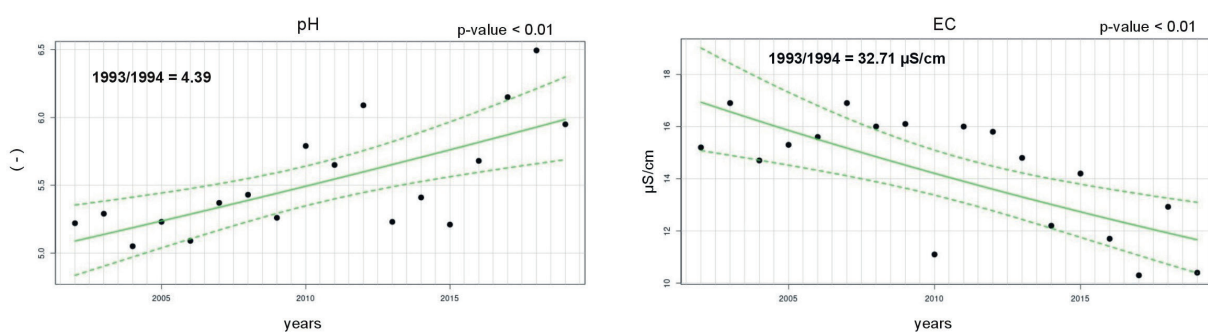 pH
p-value < 0.01
1993/1994 = 4.39
6.5
6.0
5.5
5.0
( - )
2005 2010 2015
years
EC
p-value < 0.01
1993/1994 = 32.71 µS/cm
18
16
14
12
10
µS/cm
2005 2010 2015
years